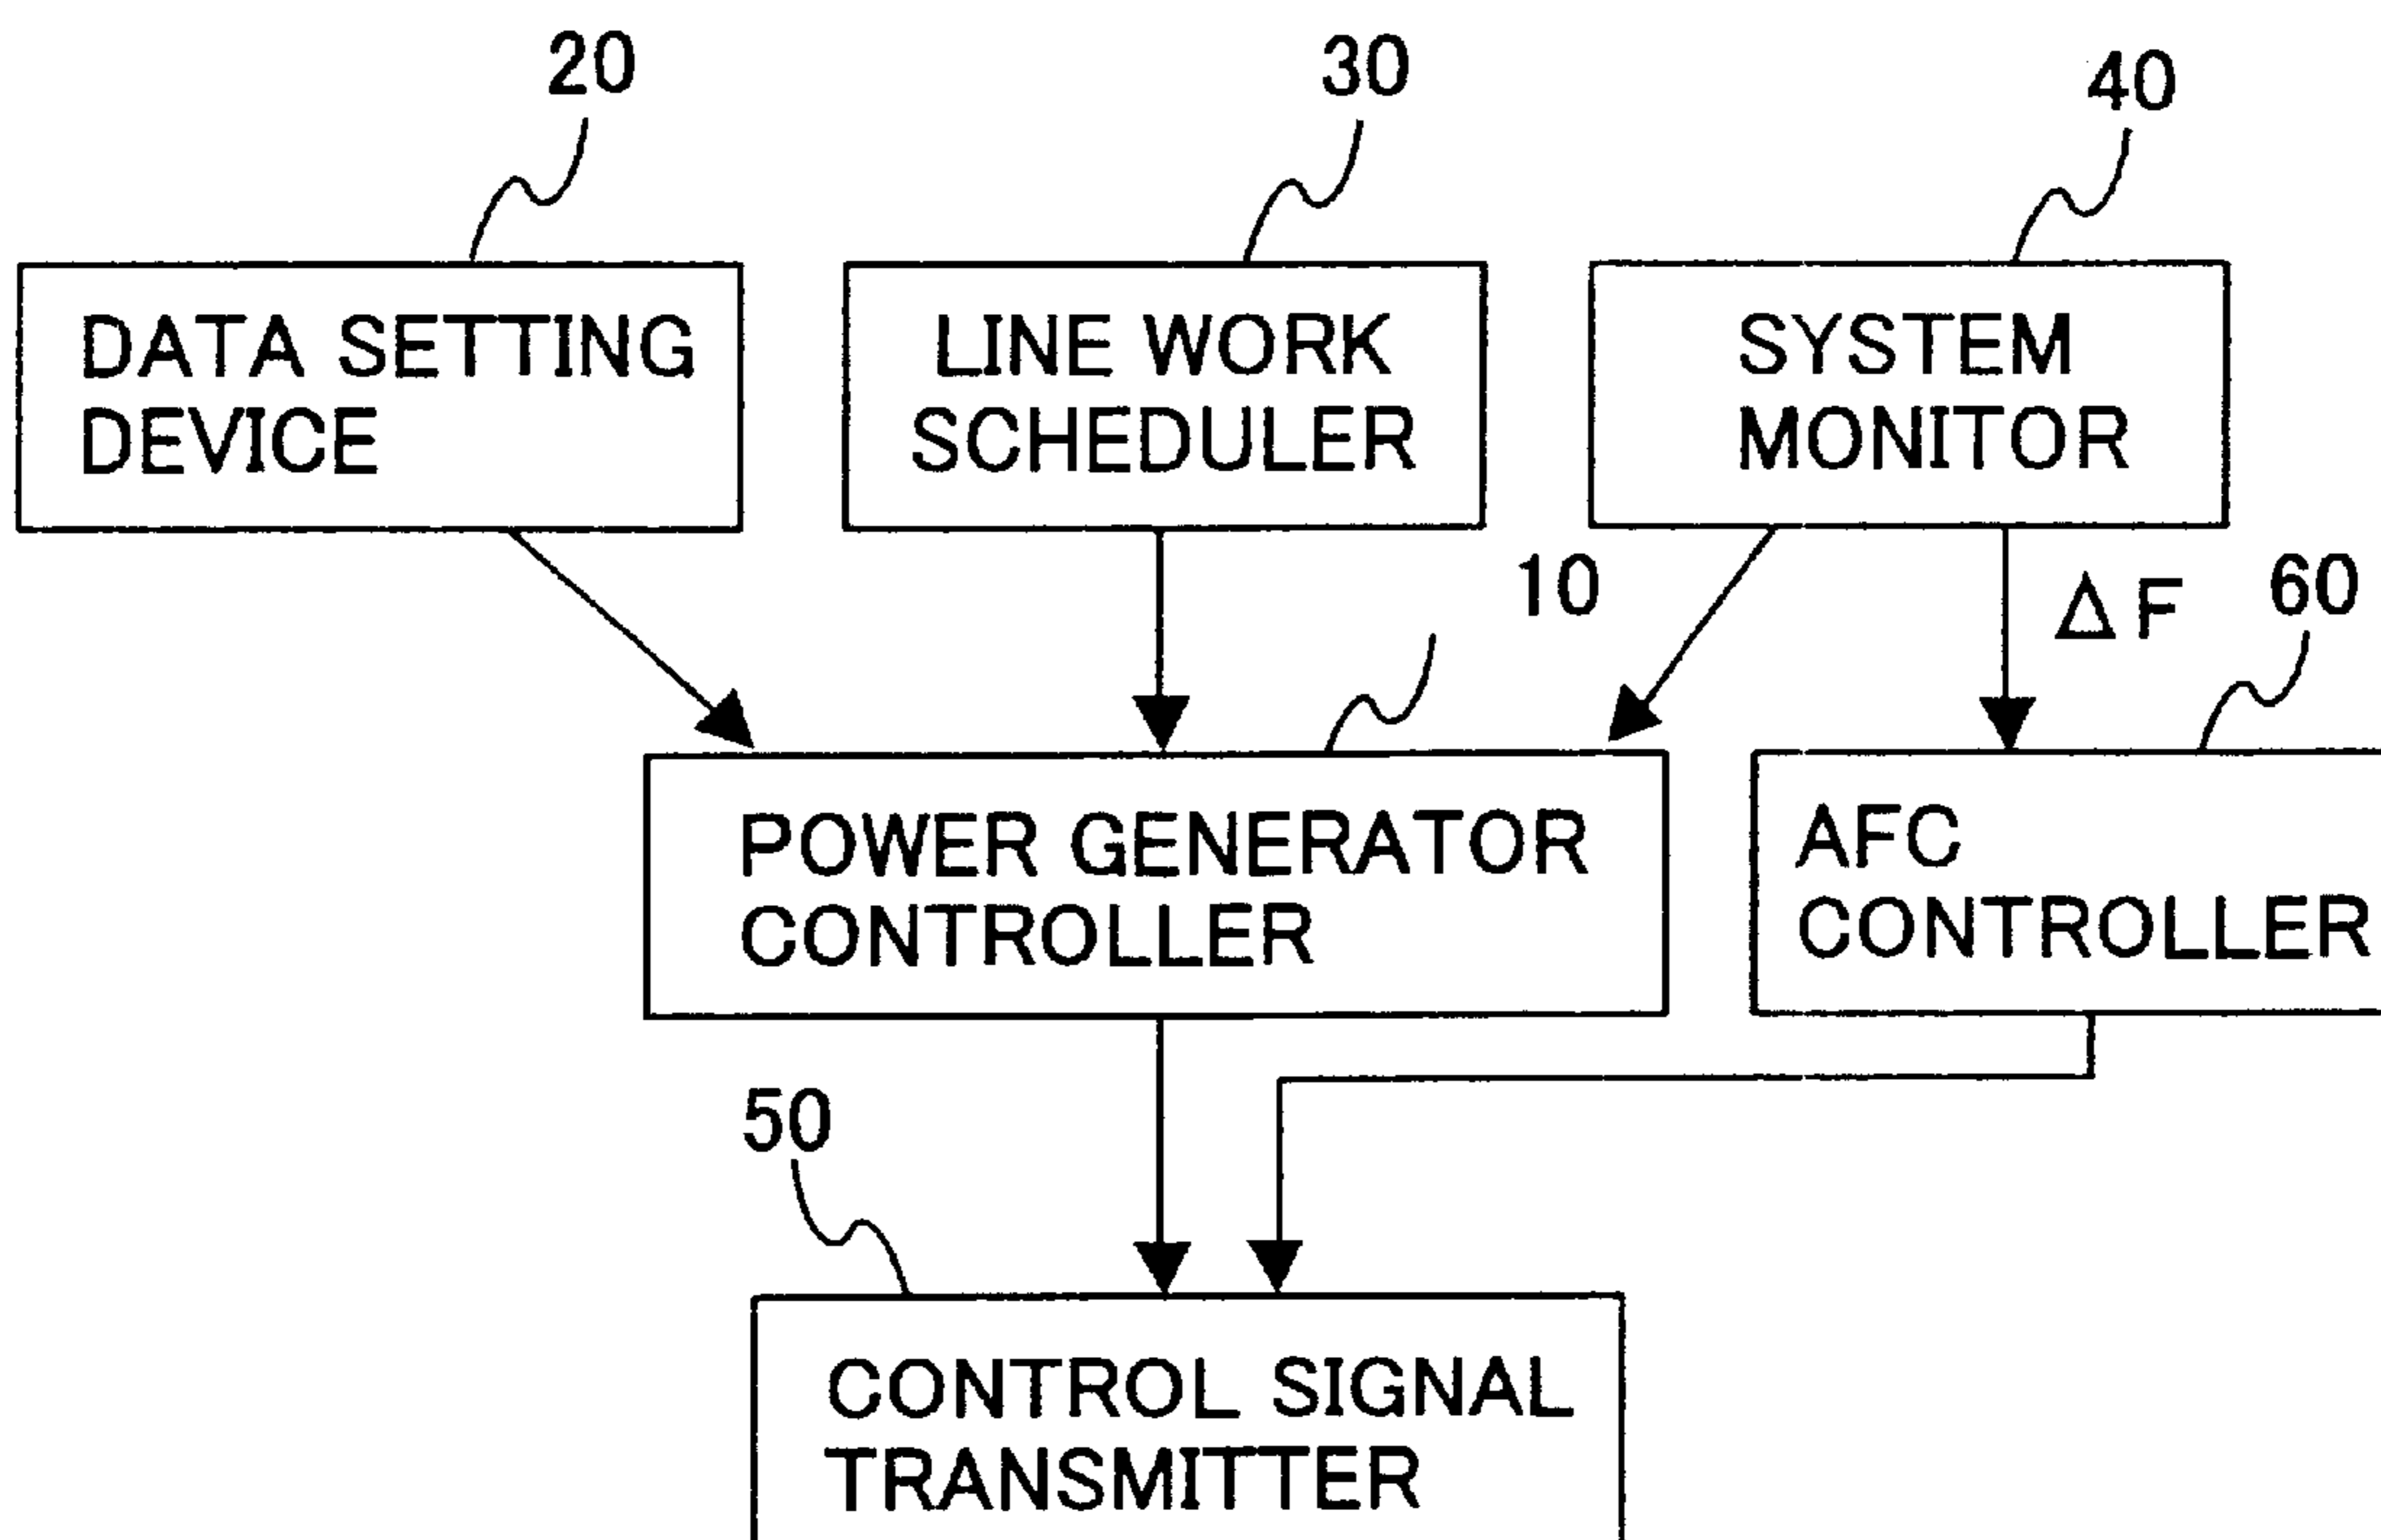 20
30
40
DATA SETTING
DEVICE
LINE WORK
SCHEDULER
SYSTEM
MONITOR
10
ΔF
60
POWER GENERATOR
CONTROLLER
AFC
CONTROLLER
50
CONTROL SIGNAL
TRANSMITTER